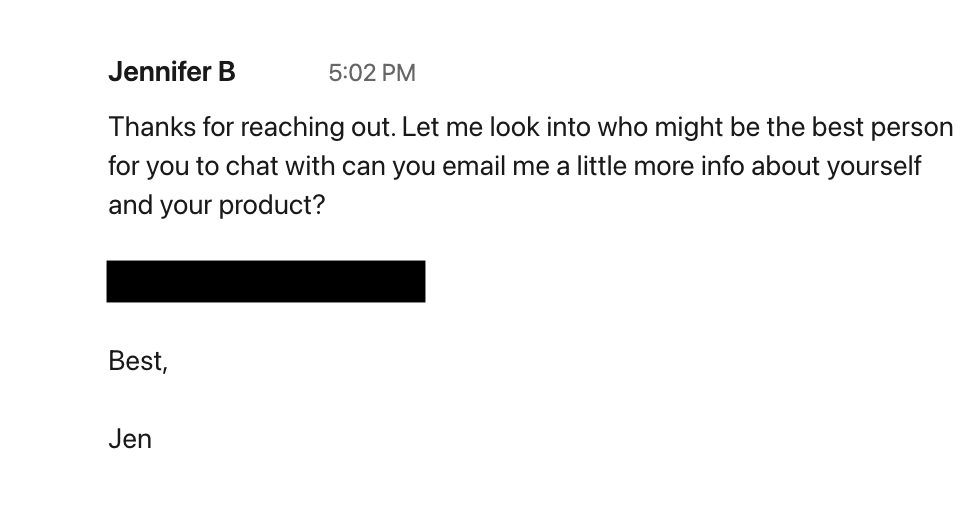 Jennifer B 5:02 PM
Thanks for reaching out. Let me look into who might be the best person
for you to chat with can you email me a little more info about yourself
and your product?
Best,
Jen